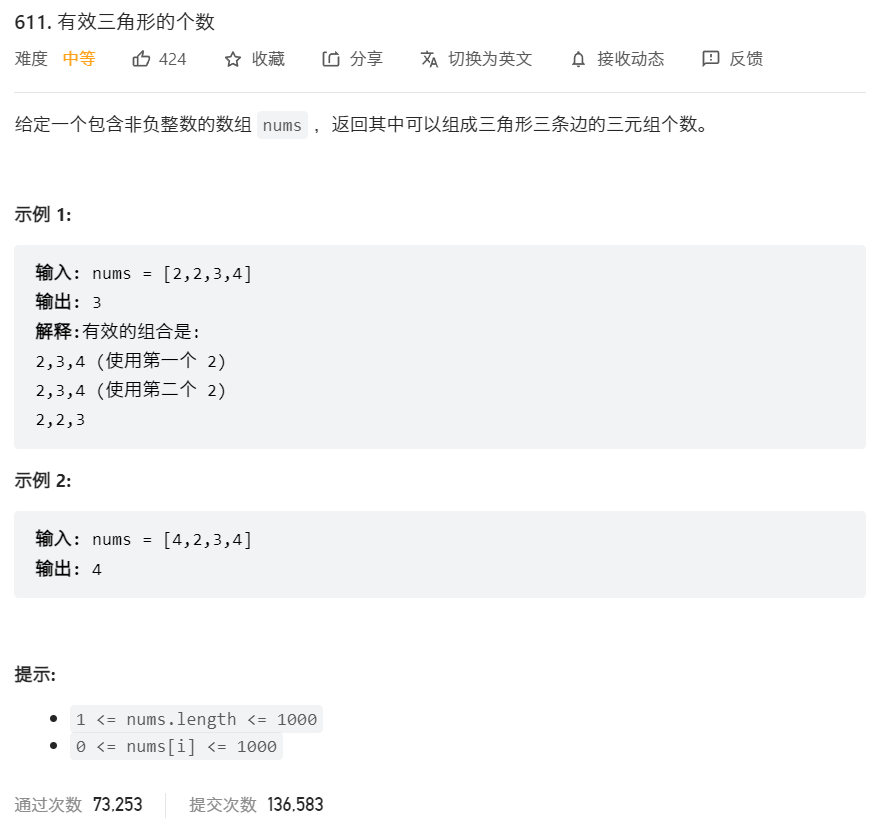 611. 有效三角形的个数
难度 中等 424 收藏 分享 切换为英文 接收动态 反馈
给定一个包含非负整数的数组 nums ，返回其中可以组成三角形三条边的三元组个数。
示例 1:
输入: nums = [2,2,3,4]
输出: 3
解释:有效的组合是:
2,3,4 (使用第一个 2)
2,3,4 (使用第二个 2)
2,2,3
示例 2:
输入: nums = [4,2,3,4]
输出: 4
提示:
1 <= nums.length <= 1000
0 <= nums[i] <= 1000
通过次数 73,253 提交次数 136,583